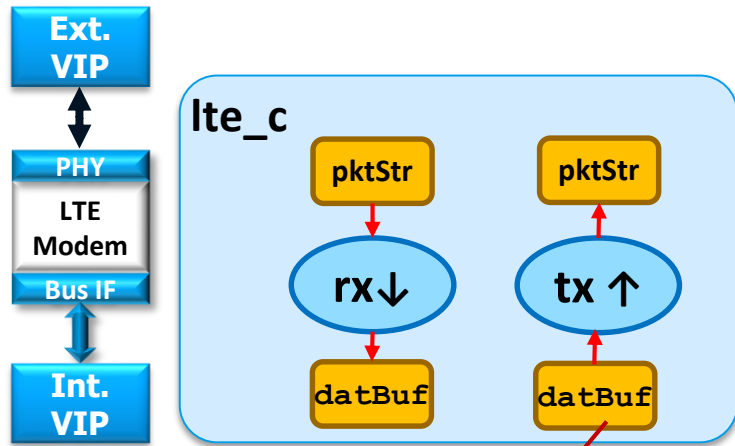 Ext.
VIP
PHY
LTE
Modem
Bus IF
Int.
VIP
lte_c
pktStr
pktStr
rx↓
tx ↑
datBuf
datBuf